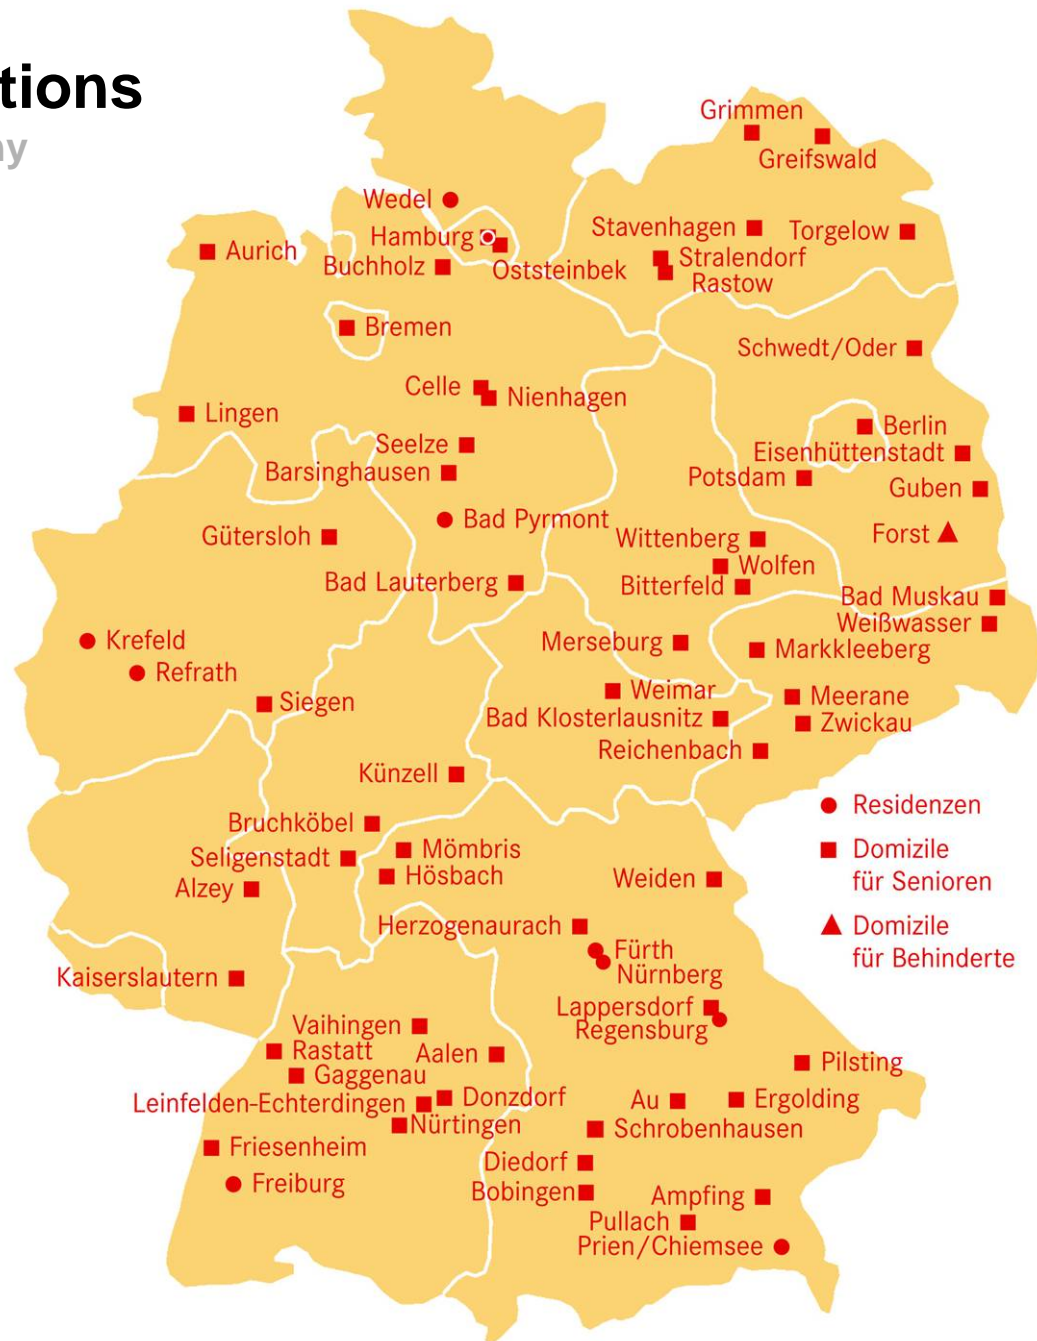 tions
ny
Grimmen
Greifswald
Wedel
Stavenhagen
Torgelow
Hamburg
Aurich
Buchholz
Oststeinbek
Stralendorf
Rastow
Bremen
Schwedt/Oder
Celle
Nienhagen
Lingen
Berlin
Seelze
Eisenhüttenstadt
Barsinghausen
Potsdam
Guben
Bad Pyrmont
Forst
Gütersloh
Wittenberg
Wolfen
Bad Lauterberg
Bitterfeld
Bad Muskau
Weißwasser
Krefeld
Merseburg
Markkleeberg
Refrath
Weimar
Meerane
Siegen
Bad Klosterlausnitz
Zwickau
Reichenbach
Künzell
Residenzen
Bruchköbel
Mömbris
Domizile
für Senioren
Seligenstadt
Hösbach
Alzey
Weiden
Herzogenaurach
Domizile
für Behinderte
Fürth
Nürnberg
Kaiserslautern
Lappersdorf
Regensburg
Vaihingen
Rastatt
Aalen
Pilsting
Gaggenau
Donzdorf
Leinfelden-Echterdingen
Au
Ergolding
Nürtingen
Schrobenhausen
Friesenheim
Diedorf
Freiburg
Bobingen
Ampfing
Pullach
Prien/Chiemsee